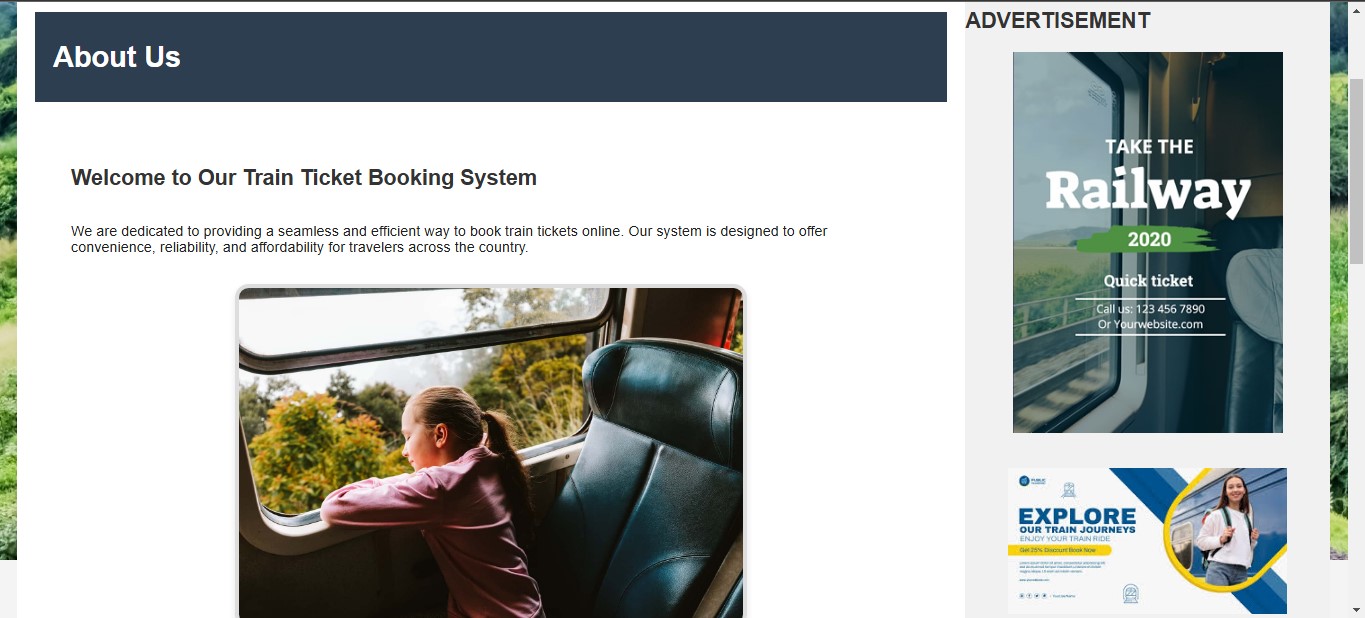 About Us
Welcome to Our Train Ticket Booking System
We are dedicated to providing a seamless and efficient way to book train tickets online. Our system is designed to offer
convenience, reliability, and affordability for travelers across the country.
ADVERTISEMENT
TAKE THE
Railway
2020
Quick ticket
Call us: 123 456 7890
Or Yourwebsite.com
EXPLORE
OUR TRAIN JOURNEYS
ENJOY YOUR TRAIN RIDE
Get 25% Discount Book Now